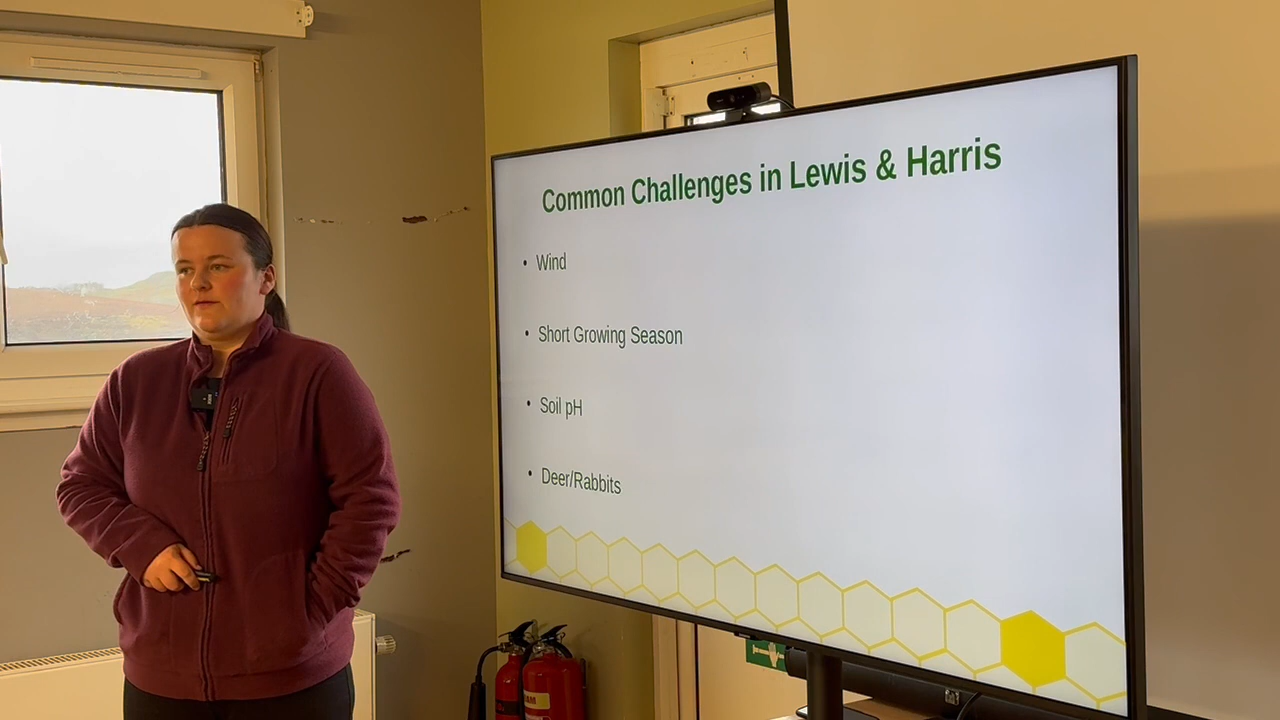 Common Challenges in Lewis & Harris
• Wind
• Short Growing Season
• Soil pH
• Deer/Rabbits